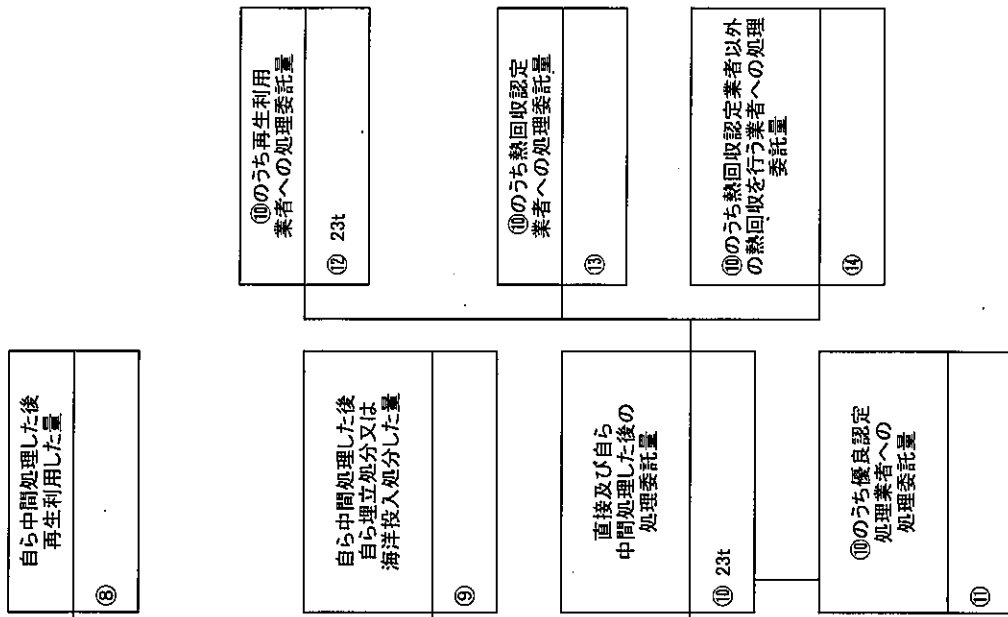 自ら中間処理した後
再生利用した量
⑧
自ら中間処理した後
自ら埋立処分又は
海洋投入処分した量
⑨
直接及び自ら
中間処理した後の
処理委託量
⑩ 23t
⑩のうち優良認定
処理業者への
処理委託量
⑪
⑩のうち再生利用
業者への処理委託量
⑫ 23t
⑩のうち熱回収認定
業者への処理委託量
⑬
⑩のうち熱回収認定業者以外
の熱回収を行う業者への処理
委託量
⑭